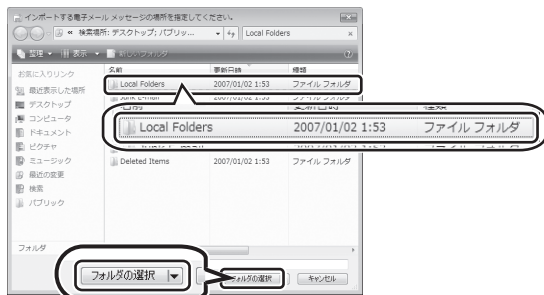 インポートする電子メール メッセージの場所を指定してください。
« 検索場所: デスクトップ; パブリッ... Local Folders
整理 表示 新しいフォルダ
お気に入りリンク
最近表示した場所
デスクトップ
コンピュータ
ドキュメント
ピクチャ
ミュージック
最近の変更
検索
パブリック
フォルダ
名前 更新日時 種類
Local Folders 2007/01/02 1:53 ファイル フォルダ
Local Folders 2007/01/02 1:53 ファイル フォルダ
Deleted Items 2007/01/02 1:53 ファイル フォルダ
フォルダの選択
フォルダの選択 キャンセル